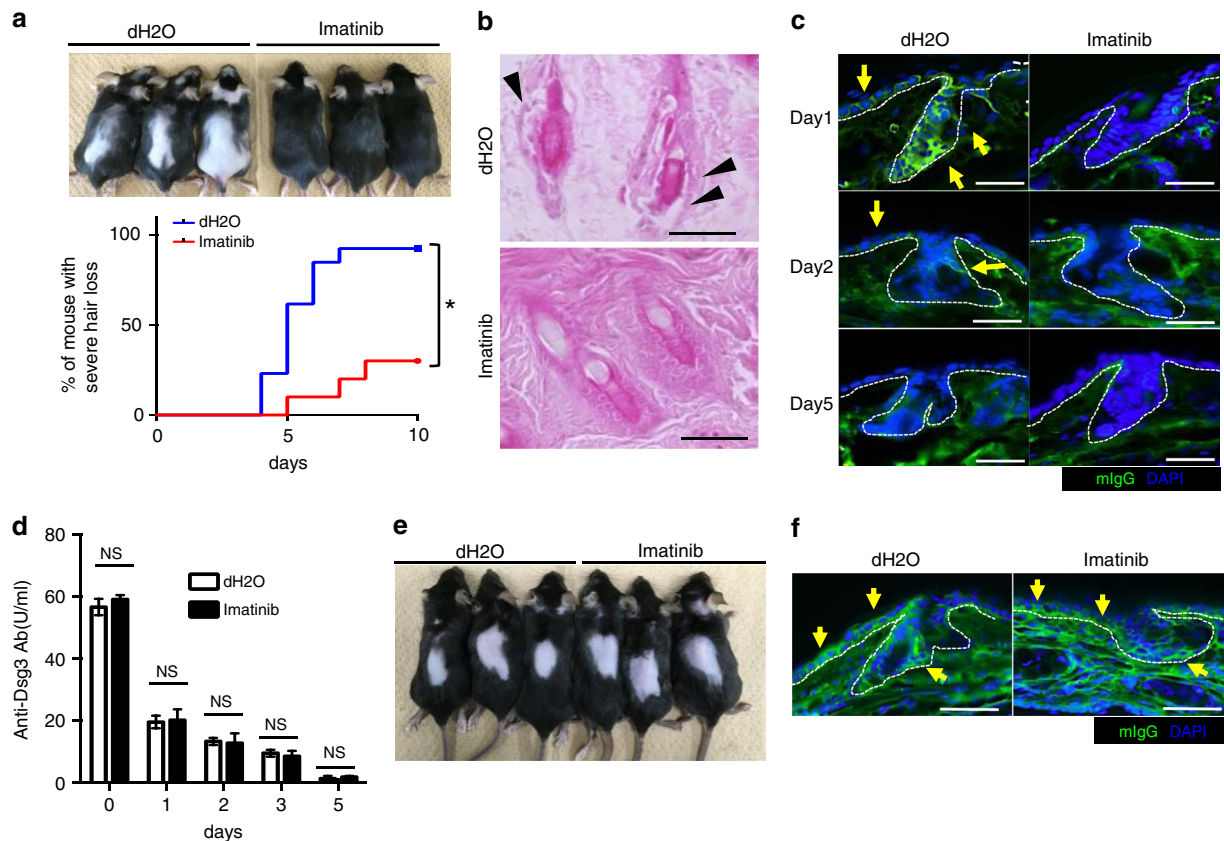 a
dH2O Imatinib
dH2O
Imatinib
% of mouse with
severe hair loss
100
50
0
0 5 10
days
*
b
dH2O
Imatinib
c
dH2O Imatinib
Day1
Day2
Day5
mIgG DAPI
d
Anti-Dsg3 Ab(U/ml)
80
60
40
20
0
NS
NS
NS
NS
NS
dH2O
Imatinib
0 1 2 3 5
days
e
dH2O Imatinib
f
dH2O Imatinib
mIgG DAPI